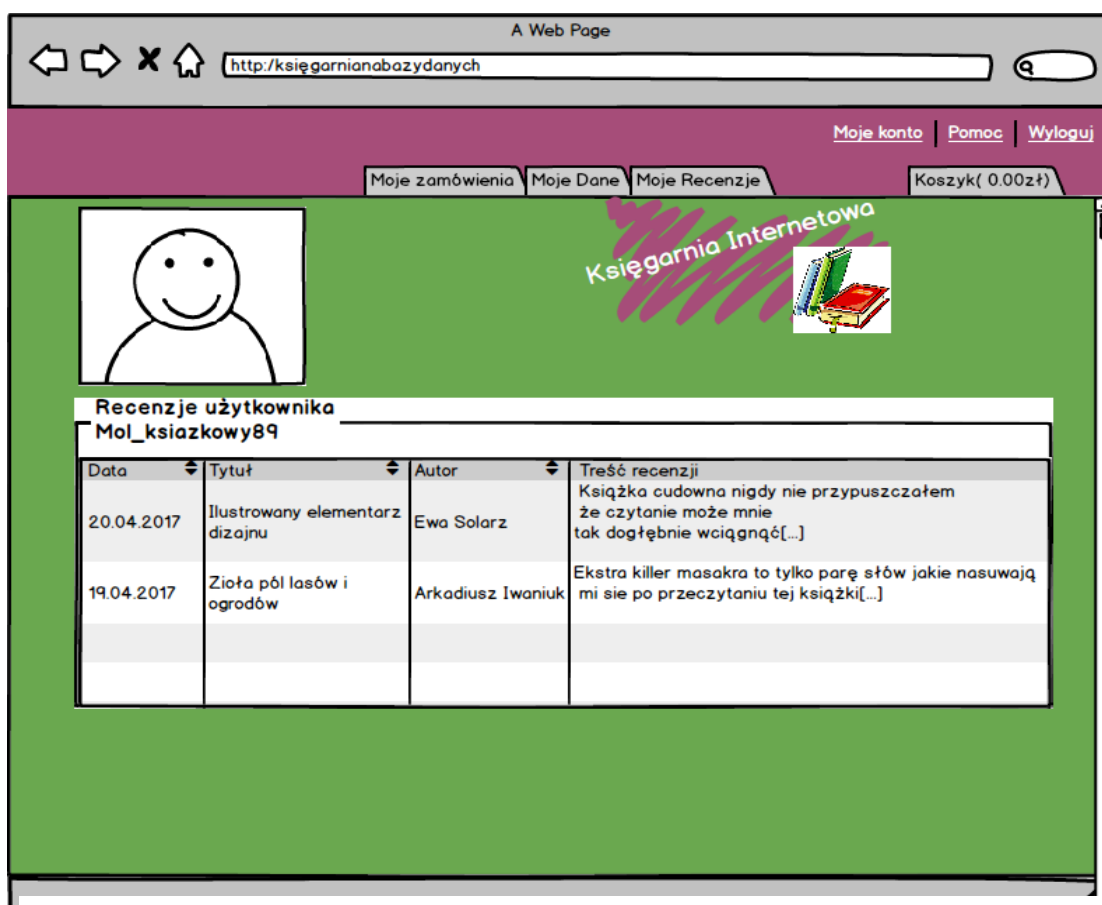 A Web Page
http:/księgarnianabazydanych
Moje konto Pomoc Wyloguj
Moje zamówienia Moje Dane Moje Recenzje Koszyk( 0.00zł)
Księgarnia Internetowa
Recenzje użytkownika
Mol_ksiazkowy89
Data Tytuł Autor Treść recenzji
20.04.2017
Ilustrowany elementarz
dizajnu
Ewa Solarz
Książka cudowna nigdy nie przypuszczałem
że czytanie może mnie
tak dogłębnie wciągnąć[...]
19.04.2017
Zioła pól lasów i
ogrodów
Arkadiusz Iwaniuk
Ekstra killer masakra to tylko parę słów jakie nasuwają
mi sie po przeczytaniu tej książki[...]